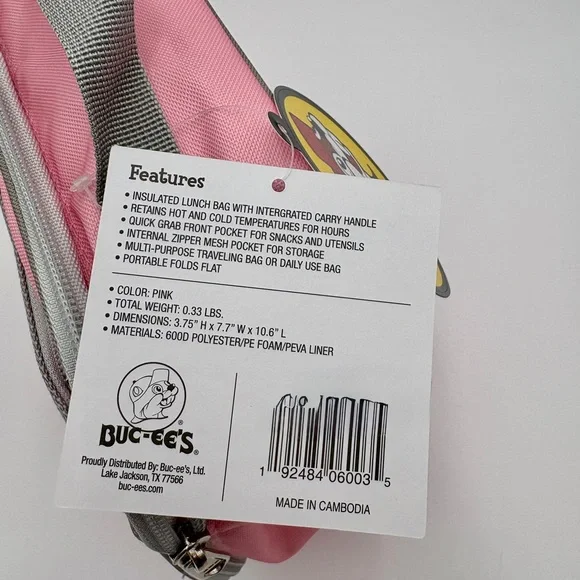 Features
• INSULATED LUNCH BAG WITH INTERGRATED CARRY HANDLE
• RETAINS HOT AND COLD TEMPERATURES FOR HOURS
• QUICK GRAB FRONT POCKET FOR SNACKS AND UTENSILS
• INTERNAL ZIPPER MESH POCKET FOR STORAGE
• MULTI-PURPOSE TRAVELING BAG OR DAILY USE BAG
• PORTABLE FOLDS FLAT
• COLOR: PINK
• TOTAL WEIGHT: 0.33 LBS.
• DIMENSIONS: 3.75" H x 7.7" W x 10.6" L
• MATERIALS: 600D POLYESTER/PE FOAM/PEVA LINER
BUC-EE'S®
Proudly Distributed By: Buc-ee's, Ltd.
Lake Jackson, TX 77566
buc-ees.com
1 92484 06003 5
MADE IN CAMBODIA